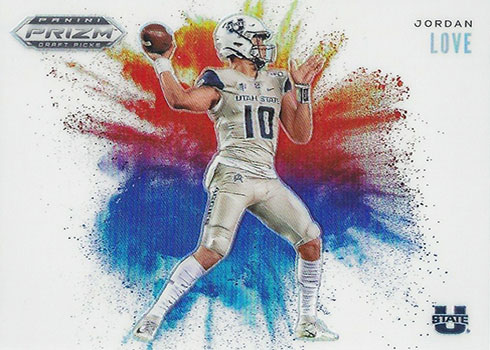 PANINI
PRIZM
DRAFT PICKS
JORDAN
LOVE
UTAH STATE
10
U
STATE